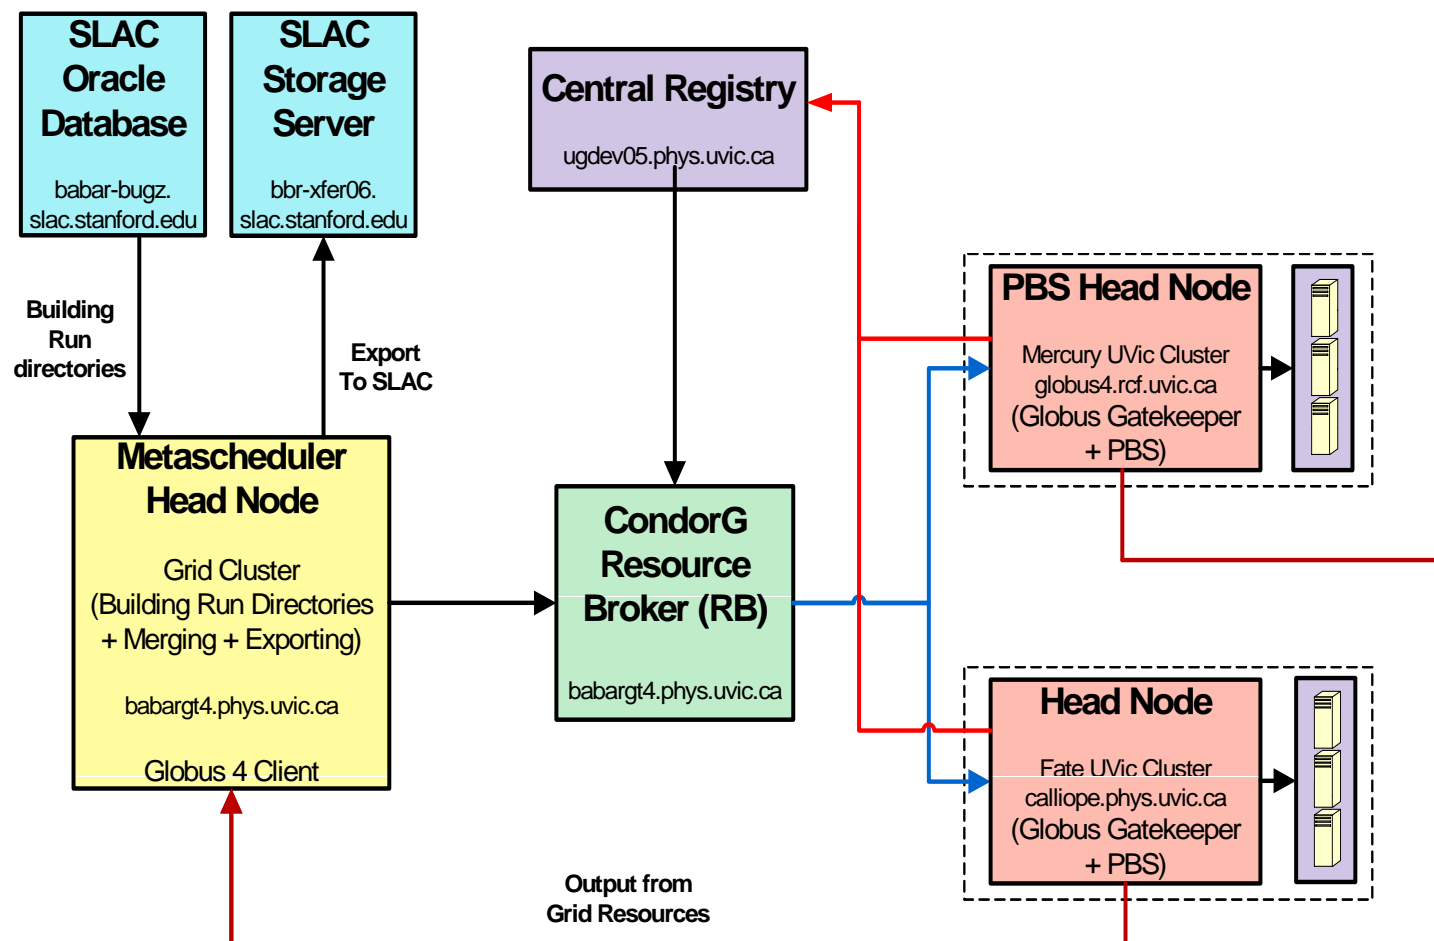 SLAC
Oracle
Database
babar-bugz.
slac.stanford.edu
SLAC
Storage
Server
bbr-xfer06.
slac.stanford.edu
Central Registry
ugdev05.phys.uvic.ca
Building
Run
directories
Export
To SLAC
PBS Head Node
Mercury UVic Cluster
globus4.rcf.uvic.ca
(Globus Gatekeeper
+ PBS)
Metascheduler
Head Node
Grid Cluster
(Building Run Directories
+ Merging + Exporting)
babargt4.phys.uvic.ca
Globus 4 Client
CondorG
Resource
Broker (RB)
babargt4.phys.uvic.ca
Head Node
Fate UVic Cluster
calliope.phys.uvic.ca
(Globus Gatekeeper
+ PBS)
Output from
Grid Resources